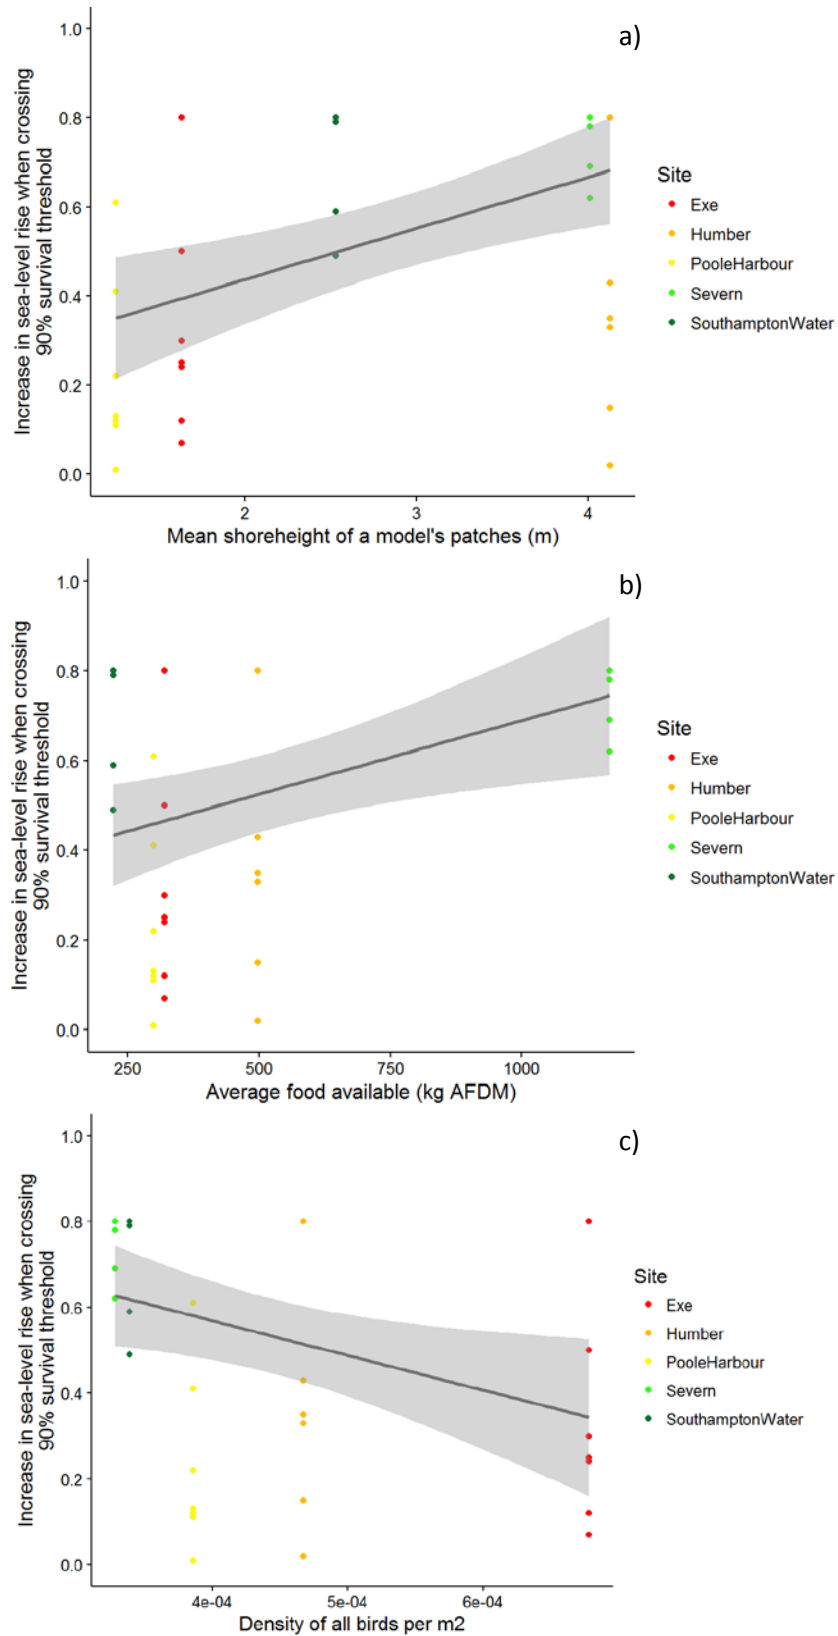 a)
Increase in sea-level rise when crossing
90% survival threshold
1.0
0.8
0.6
0.4
0.2
0.0
2
3
4
Mean shoreheight of a model's patches (m)
Site
Exe
Humber
PooleHarbour
Severn
SouthamptonWater
b)
Increase in sea-level rise when crossing
90% survival threshold
1.0
0.8
0.6
0.4
0.2
0.0
250
500
750
1000
Average food available (kg AFDM)
Site
Exe
Humber
PooleHarbour
Severn
SouthamptonWater
c)
Increase in sea-level rise when crossing
90% survival threshold
1.0
0.8
0.6
0.4
0.2
0.0
4e-04
5e-04
6e-04
Density of all birds per m2
Site
Exe
Humber
PooleHarbour
Severn
SouthamptonWater